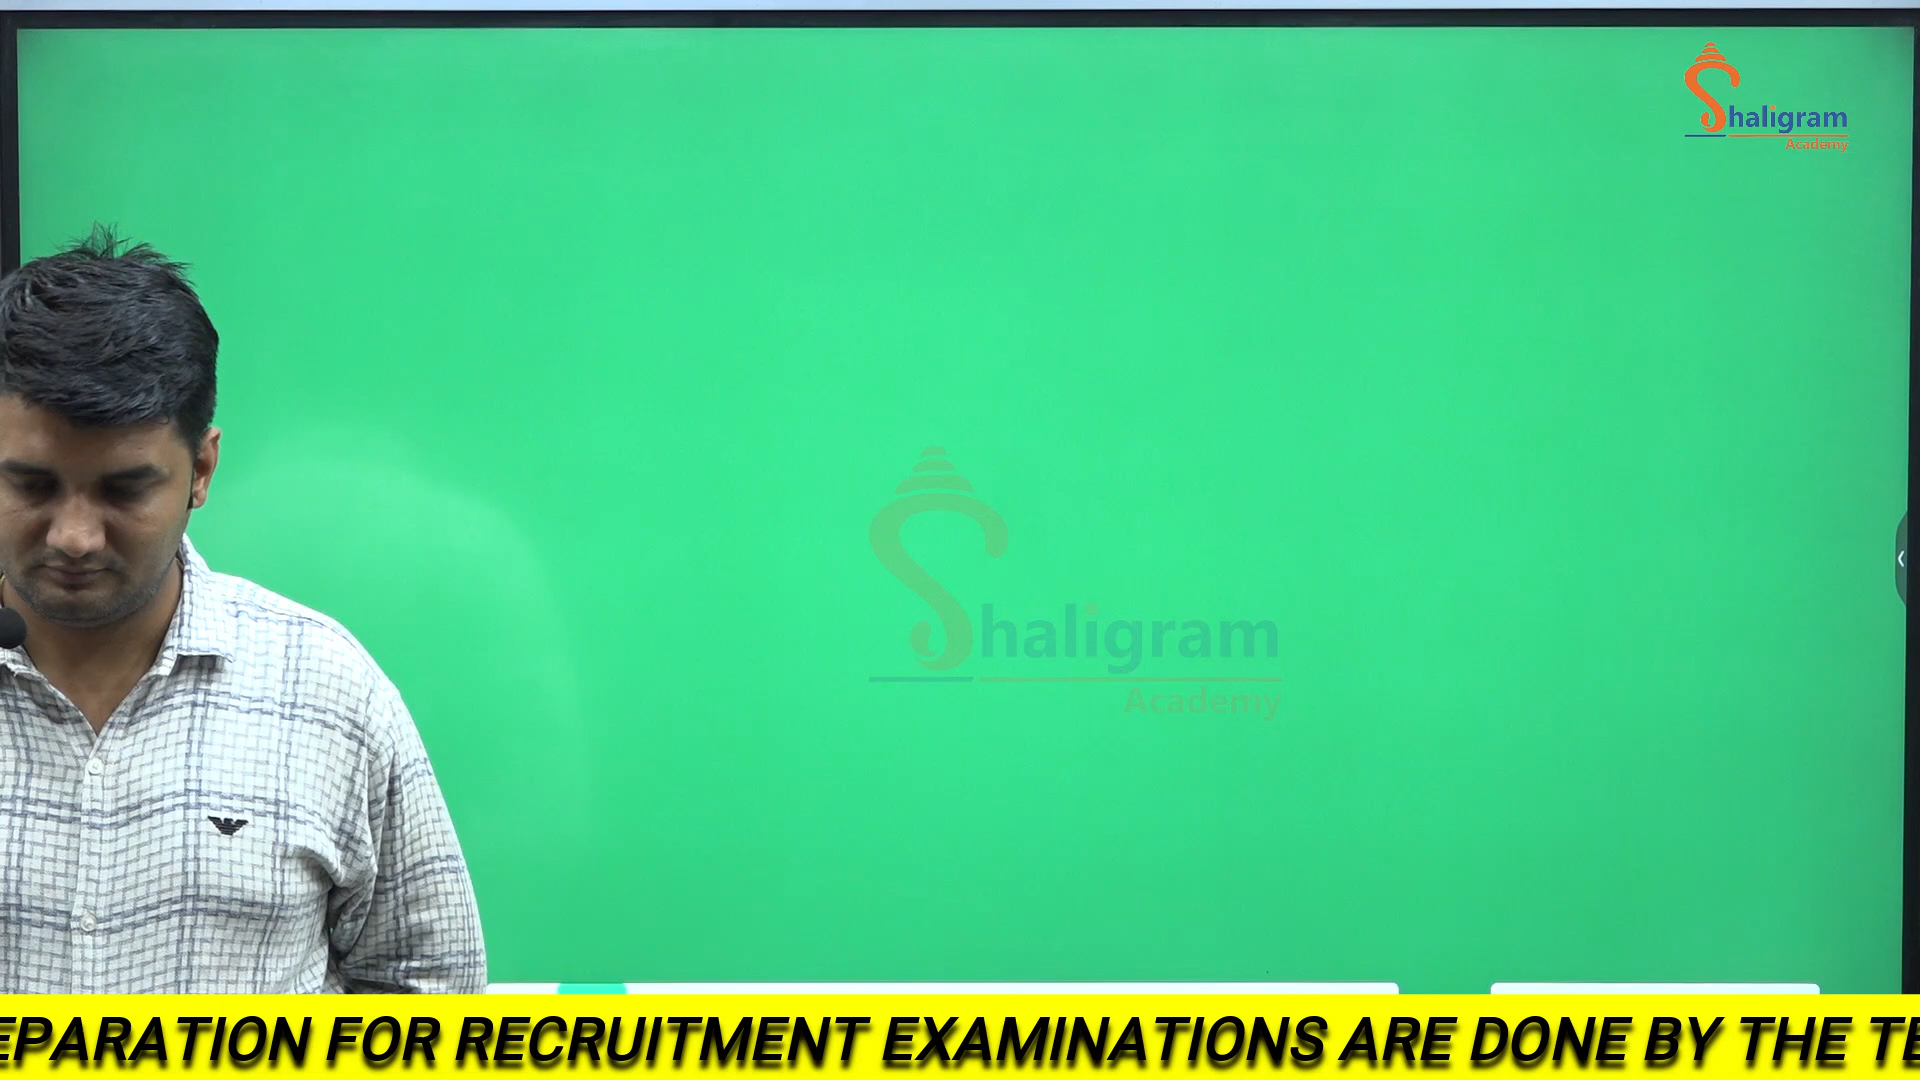 Shaligram
Academy
Shaligram
Academy
EPARATION FOR RECRUITMENT EXAMINATIONS ARE DONE BY THE TE